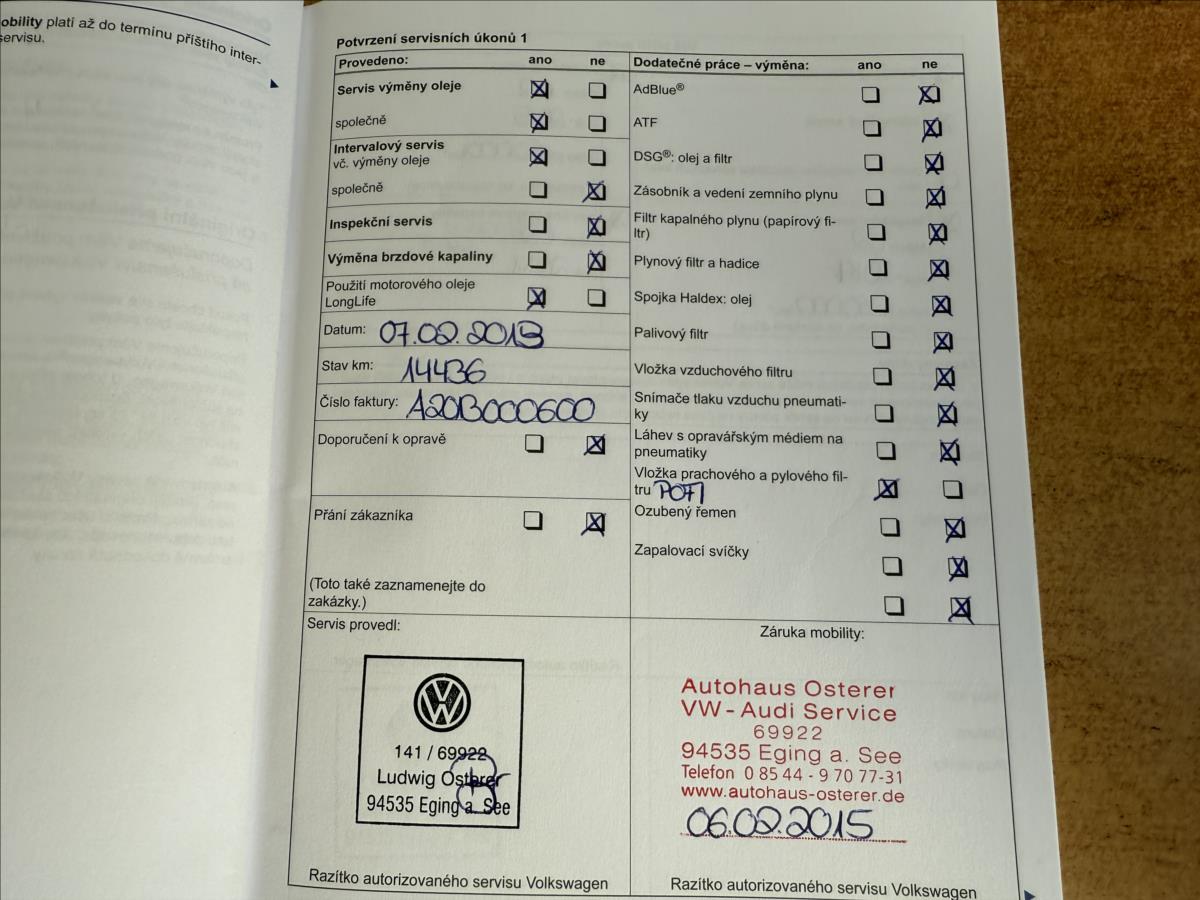 obility platí až do termínu příštího inter-
servisu.
Potvrzení servisních úkonů 1
Provedeno: ano ne
Servis výměny oleje
společně
Intervalový servis
vč. výměny oleje
společně
Inspekční servis
Výměna brzdové kapaliny
Použití motorového oleje
LongLife
Datum: 07.02.2013
Stav km: 14436
Číslo faktury: A20B000600
Doporučení k opravě
Přání zákazníka
(Toto také zaznamenejte do
zakázky.)
Dodatečné práce – výměna: ano ne
AdBlue®
ATF
DSG®: olej a filtr
Zásobník a vedení zemního plynu
Filtr kapalného plynu (papírový fi-
ltr)
Plynový filtr a hadice
Spojka Haldex: olej
Palivový filtr
Vložka vzduchového filtru
Snímače tlaku vzduchu pneumati-
ky
Láhev s opravářským médiem na
pneumatiky
Vložka prachového a pylového fil-
tru
Ozubený řemen
Zapalovací svíčky
Servis provedl:
VW
141 / 69922
Ludwig Osterer
94535 Eging a. See
Razítko autorizovaného servisu Volkswagen
Záruka mobility:
Autohaus Osterer
VW - Audi Service
69922
94535 Eging a. See
Telefon 0 85 44 - 9 70 77-31
www.autohaus-osterer.de
06.02.2015
Razítko autorizovaného servisu Volkswagen